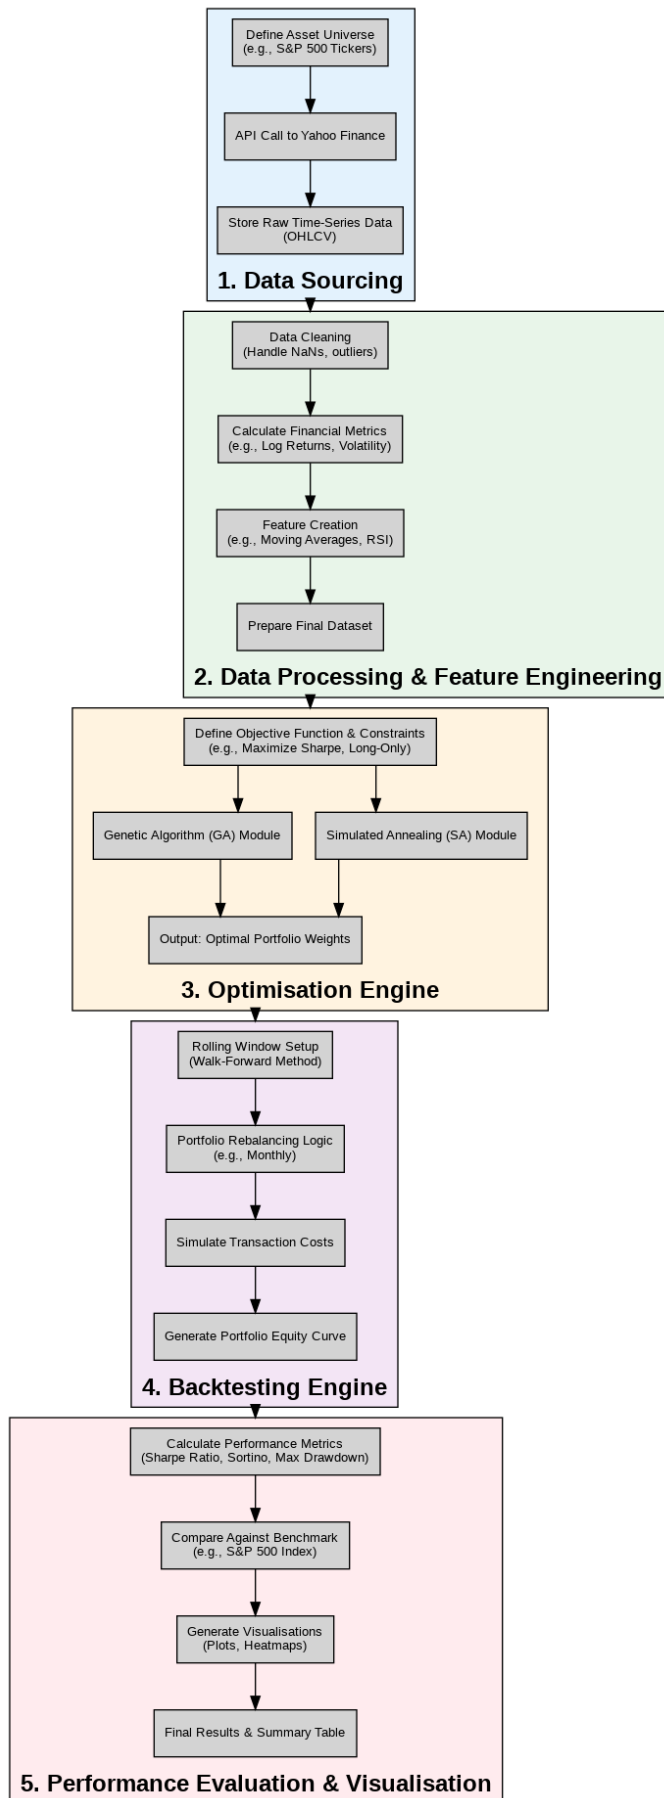 Define Asset Universe
(e.g., S&P 500 Tickers)
API Call to Yahoo Finance
Store Raw Time-Series Data
(OHLCV)
1. Data Sourcing
Data Cleaning
(Handle NaNs, outliers)
Calculate Financial Metrics
(e.g., Log Returns, Volatility)
Feature Creation
(e.g., Moving Averages, RSI)
Prepare Final Dataset
2. Data Processing & Feature Engineering
Define Objective Function & Constraints
(e.g., Maximize Sharpe, Long-Only)
Genetic Algorithm (GA) Module
Simulated Annealing (SA) Module
Output: Optimal Portfolio Weights
3. Optimisation Engine
Rolling Window Setup
(Walk-Forward Method)
Portfolio Rebalancing Logic
(e.g., Monthly)
Simulate Transaction Costs
Generate Portfolio Equity Curve
4. Backtesting Engine
Calculate Performance Metrics
(Sharpe Ratio, Sortino, Max Drawdown)
Compare Against Benchmark
(e.g., S&P 500 Index)
Generate Visualisations
(Plots, Heatmaps)
Final Results & Summary Table
5. Performance Evaluation & Visualisation